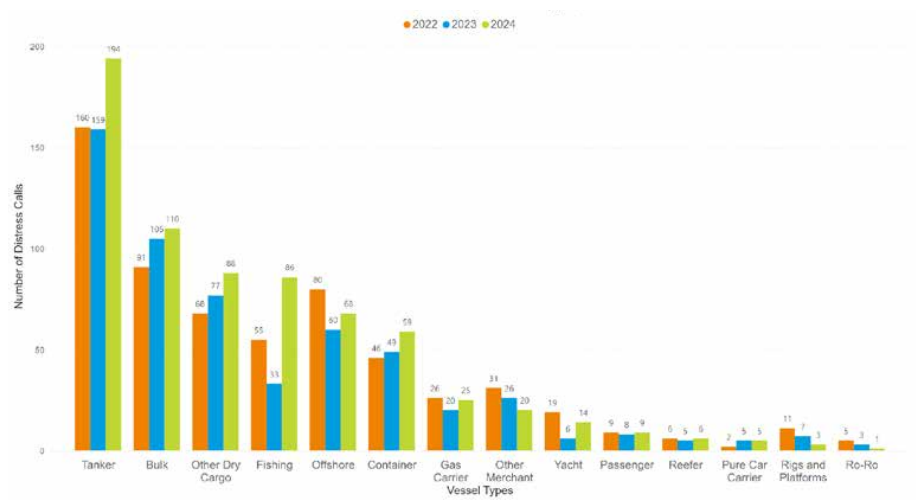 2022 2023 2024
Number of Distress Calls
200
150
100
50
0
160 159 194
91 105 110
68 77 88
55 33 86
80 60 68
46 49 59
26 20 25
31 26 20
19 6 14
9 8 9
6 5 6
2 5 5
11 7 3
5 3 1
Tanker
Bulk
Other Dry
Cargo
Fishing
Offshore
Container
Gas
Carrier
Other
Merchant
Yacht
Passenger
Reefer
Pure Car
Carrier
Rigs and
Platforms
Ro-Ro
Vessel Types